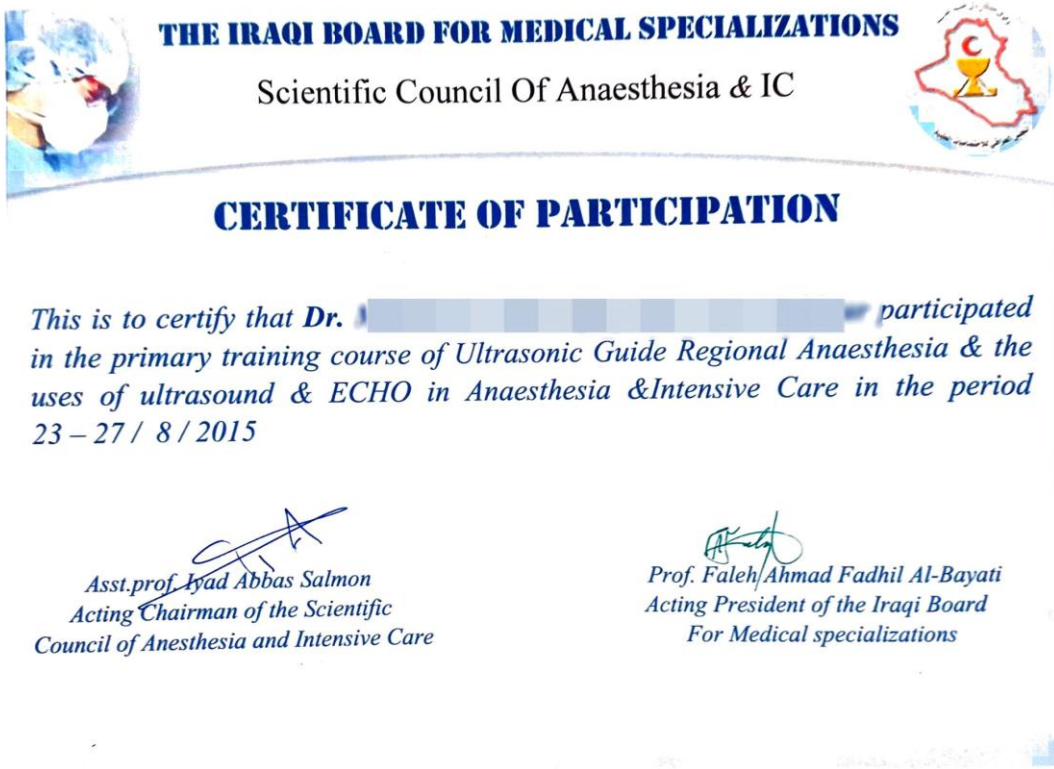 THE IRAQI BOARD FOR MEDICAL SPECIALIZATIONS
Scientific Council Of Anaesthesia & IC
CERTIFICATE OF PARTICIPATION
This is to certify that Dr. participated
in the primary training course of Ultrasonic Guide Regional Anaesthesia & the
uses of ultrasound & ECHO in Anaesthesia &Intensive Care in the period
23 – 27 / 8 / 2015
Asst.prof. Iyad Abbas Salmon
Acting Chairman of the Scientific
Council of Anesthesia and Intensive Care
Prof. Faleh Ahmad Fadhil Al-Bayati
Acting President of the Iraqi Board
For Medical specializations